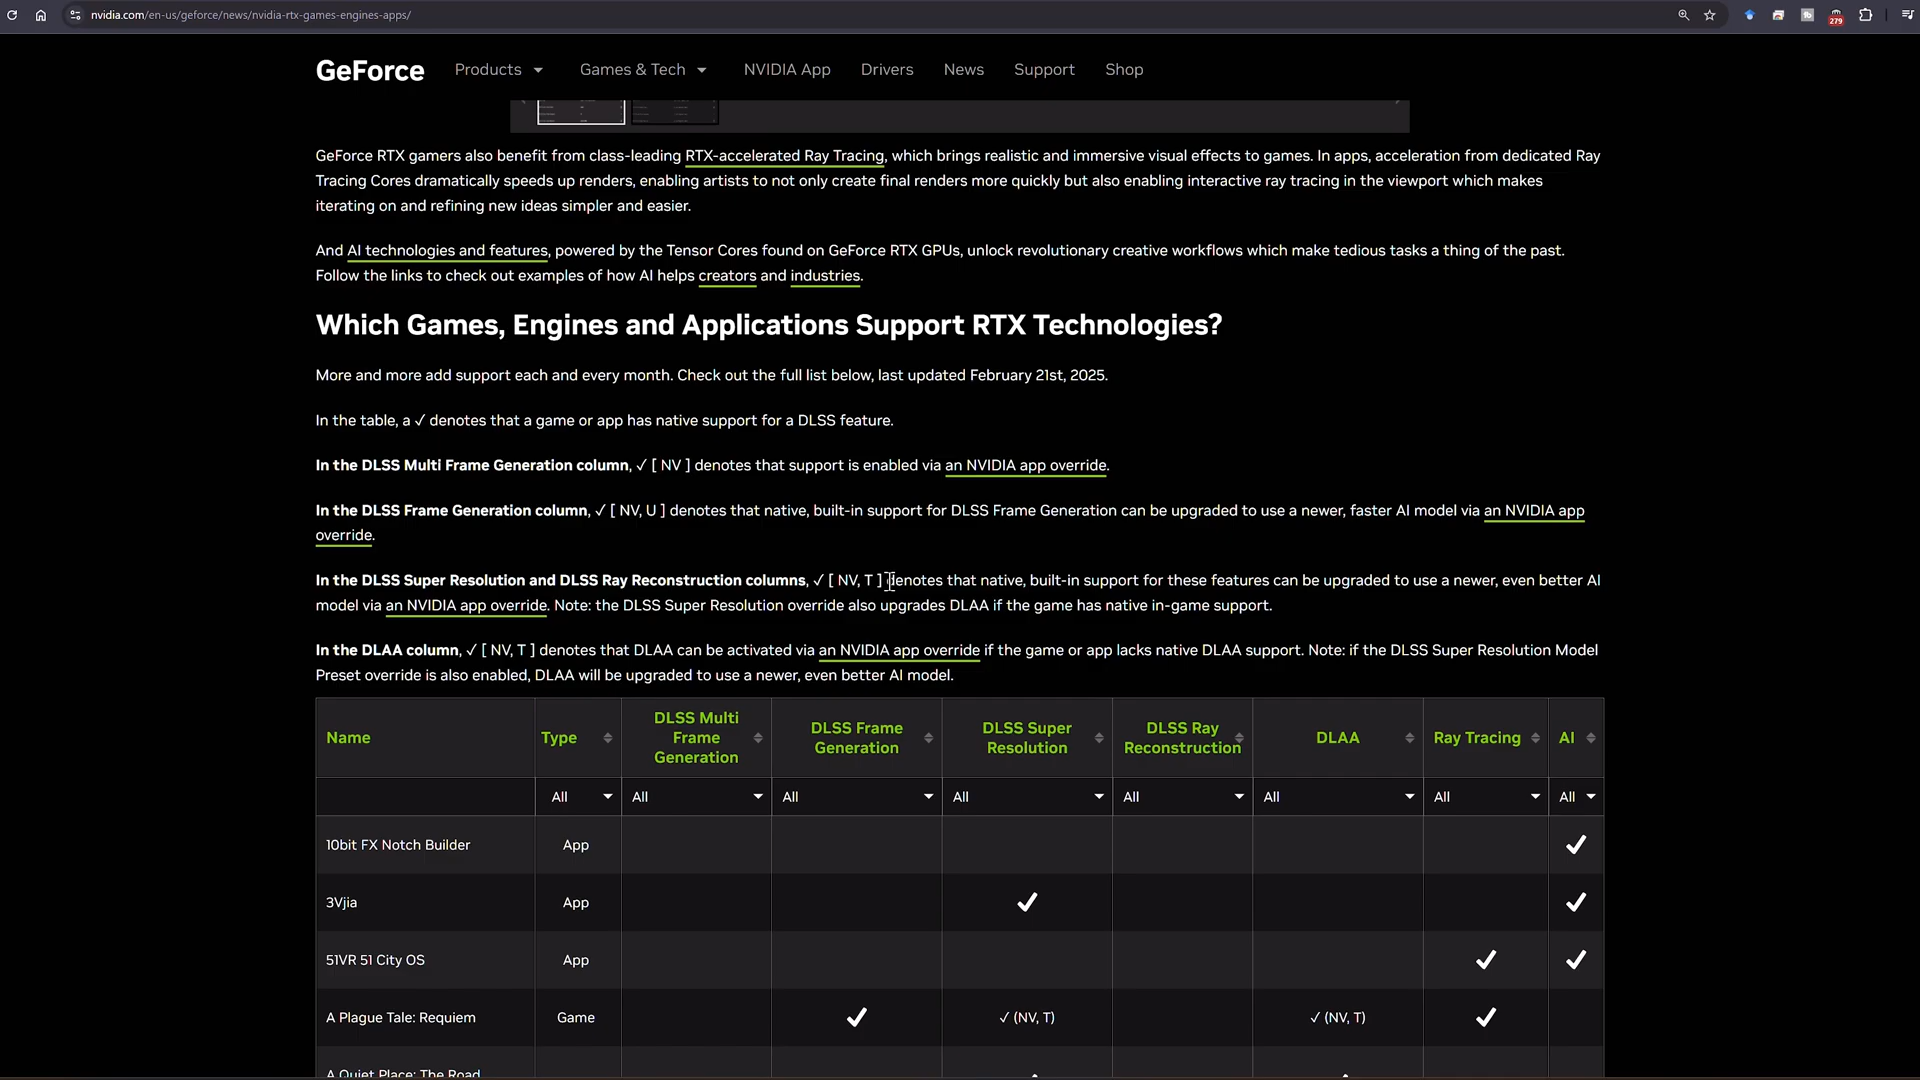 nvidia.com/en-us/geforce/news/nvidia-rtx-games-engines-apps/
279
GeForce
Products
Games & Tech
NVIDIA App
Drivers
News
Support
Shop
GeForce RTX gamers also benefit from class-leading RTX-accelerated Ray Tracing, which brings realistic and immersive visual effects to games. In apps, acceleration from dedicated Ray
Tracing Cores dramatically speeds up renders, enabling artists to not only create final renders more quickly but also enabling interactive ray tracing in the viewport which makes
iterating on and refining new ideas simpler and easier.
And AI technologies and features, powered by the Tensor Cores found on GeForce RTX GPUs, unlock revolutionary creative workflows which make tedious tasks a thing of the past.
Follow the links to check out examples of how AI helps creators and industries.
Which Games, Engines and Applications Support RTX Technologies?
More and more add support each and every month. Check out the full list below, last updated February 21st, 2025.
In the table, a ✓ denotes that a game or app has native support for a DLSS feature.
In the DLSS Multi Frame Generation column, ✓ [ NV ] denotes that support is enabled via an NVIDIA app override.
In the DLSS Frame Generation column, ✓ [ NV, U ] denotes that native, built-in support for DLSS Frame Generation can be upgraded to use a newer, faster AI model via an NVIDIA app
override.
In the DLSS Super Resolution and DLSS Ray Reconstruction columns, ✓ [ NV, T ] denotes that native, built-in support for these features can be upgraded to use a newer, even better AI
model via an NVIDIA app override. Note: the DLSS Super Resolution override also upgrades DLAA if the game has native in-game support.
In the DLAA column, ✓ [ NV, T ] denotes that DLAA can be activated via an NVIDIA app override if the game or app lacks native DLAA support. Note: if the DLSS Super Resolution Model
Preset override is also enabled, DLAA will be upgraded to use a newer, even better AI model.
Name
Type
DLSS Multi
Frame
Generation
DLSS Frame
Generation
DLSS Super
Resolution
DLSS Ray
Reconstruction
DLAA
Ray Tracing
AI
All All All All All All All All
10bit FX Notch Builder App ✓
3Vjia App ✓ ✓
51VR 51 City OS App ✓ ✓
A Plague Tale: Requiem Game ✓ ✓ (NV, T) ✓ (NV, T) ✓
A Quiet Place: The Road